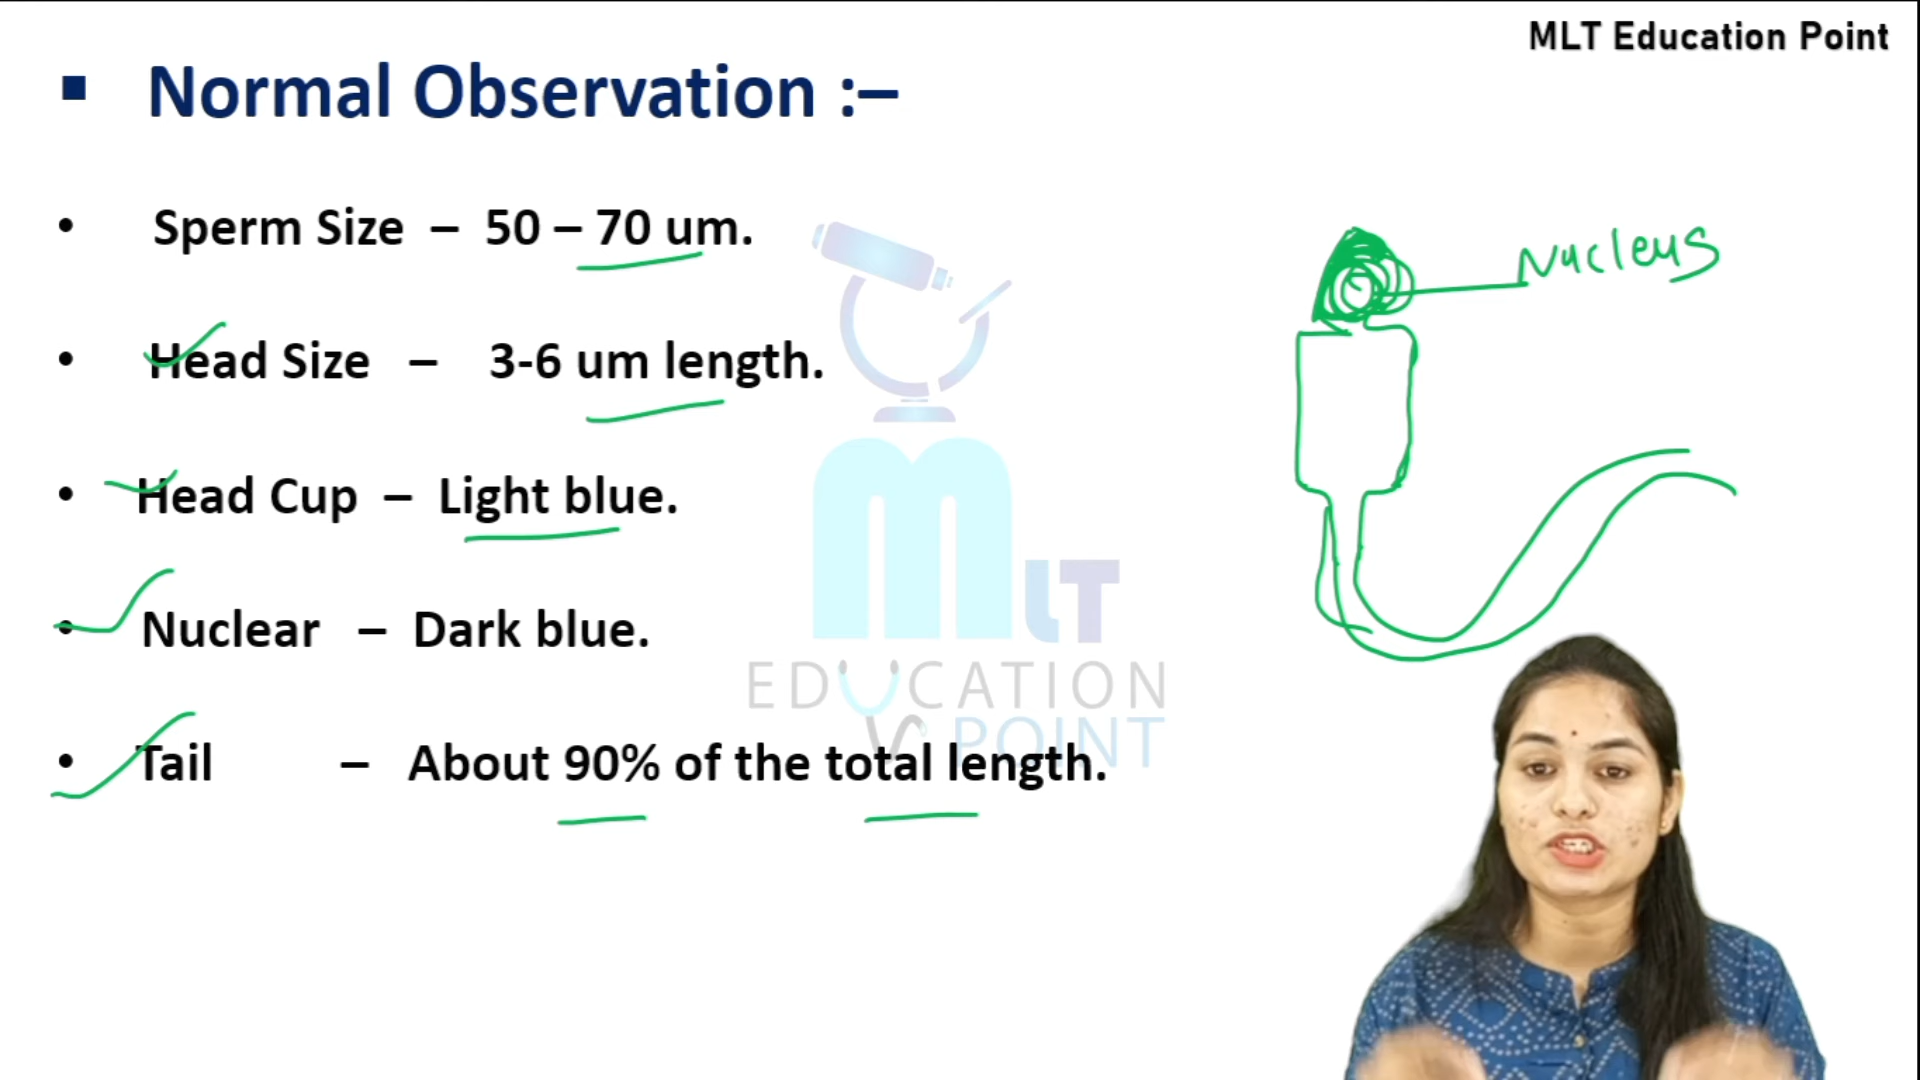 MLT Education Point
▪ Normal Observation :–
• Sperm Size – 50 – 70 um.
Nucleus
• Head Size – 3-6 um length.
• Head Cup – Light blue.
• Nuclear – Dark blue.
• Tail – About 90% of the total length.
MLT
EDUCATION
POINT